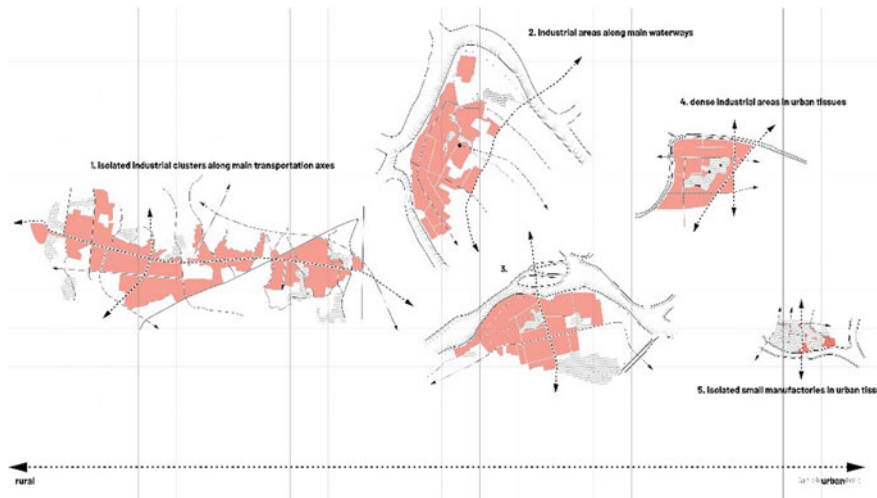 2. Industrial areas along main waterways
4. dense industrial areas in urban tissues
1. Isolated industrial clusters along main transportation axes
3.
5. Isolated small manufactories in urban tiss
rural
urban